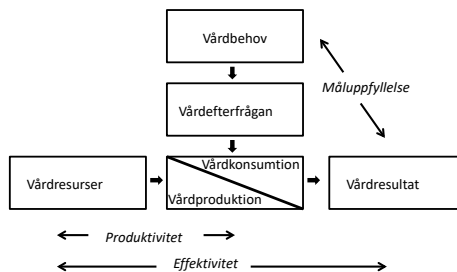 Vårdbehov
Måluppfyllelse
Vårdefterfrågan
Vårdkonsumtion
Vårdresurser
Vårdresultat
Vårdproduktion
Produktivitet
Effektivitet